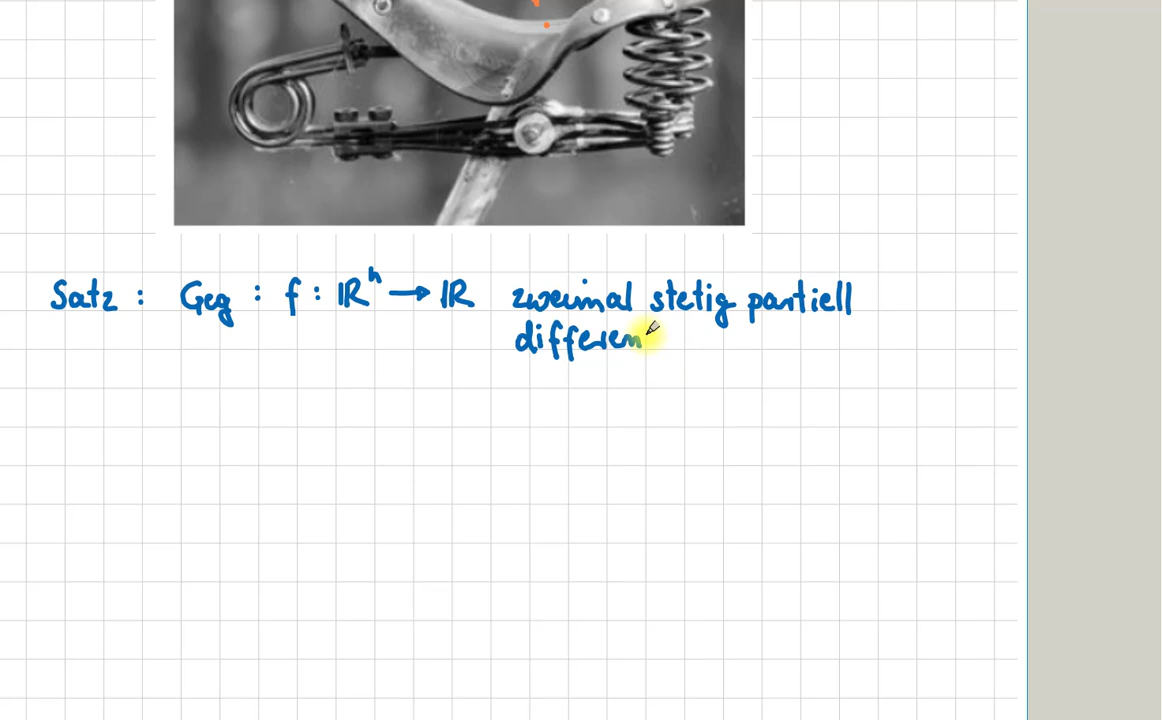 Satz : Geg : f : ℝⁿ → ℝ zweimal stetig partiell
differen